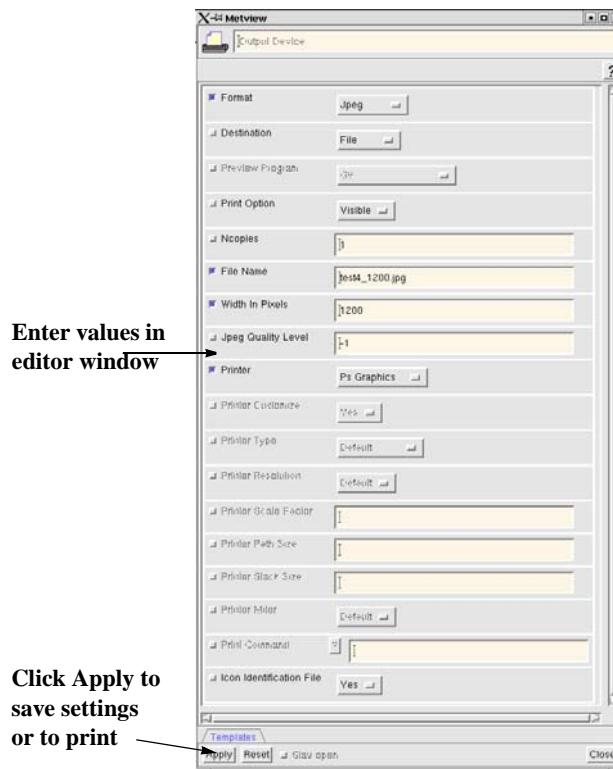 Metview
Output Device
?
Format Jpeg
Destination File
Preview Program
Print Option Visible
Ncopies 1
File Name test4_1200.jpg
Width In Pixels 1200
Enter values in
editor window
Jpeg Quality Level -1
Printer Ps Graphics
Printer Customize Yes
Printer Type Default
Printer Resolution Default
Printer Scale Factor
Printer Path Size
Printer Stack Size
Printer Mitor Default
Print Command
Icon Identification File Yes
Click Apply to
save settings
or to print
Templates
Apply Reset Stay open Close